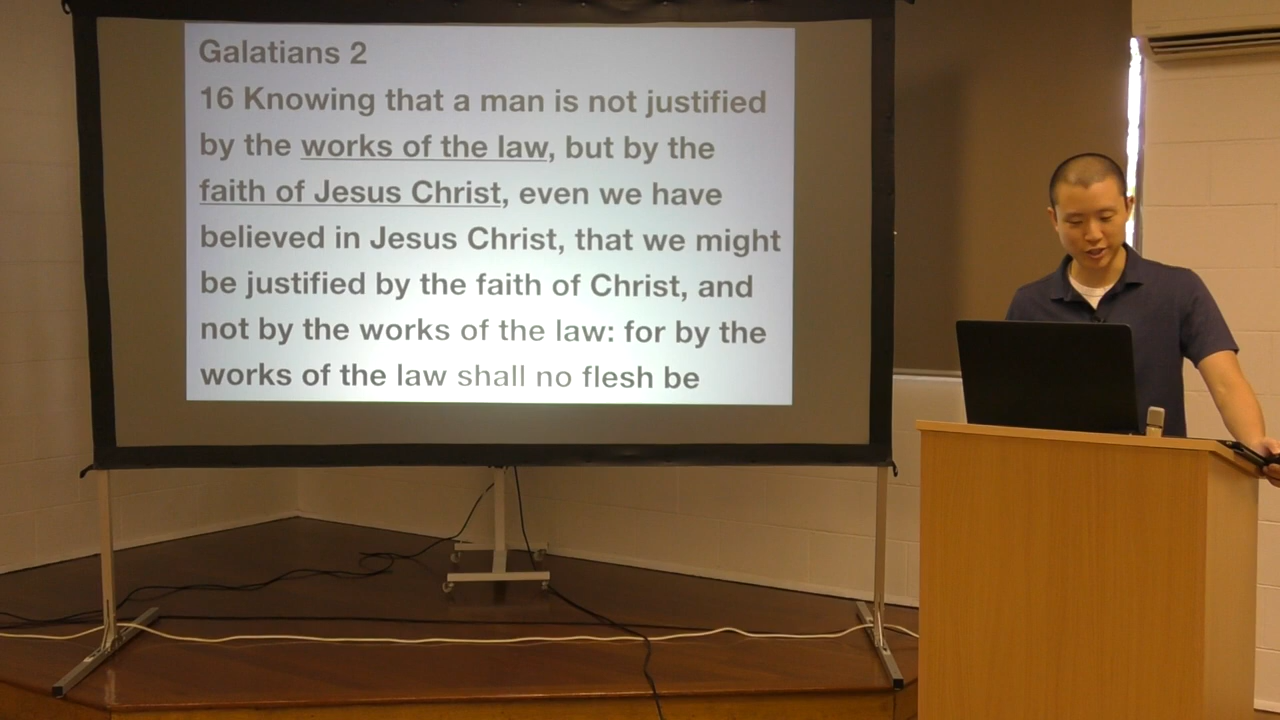 Galatians 2
16 Knowing that a man is not justified
by the works of the law, but by the
faith of Jesus Christ, even we have
believed in Jesus Christ, that we might
be justified by the faith of Christ, and
not by the works of the law: for by the
works of the law shall no flesh be